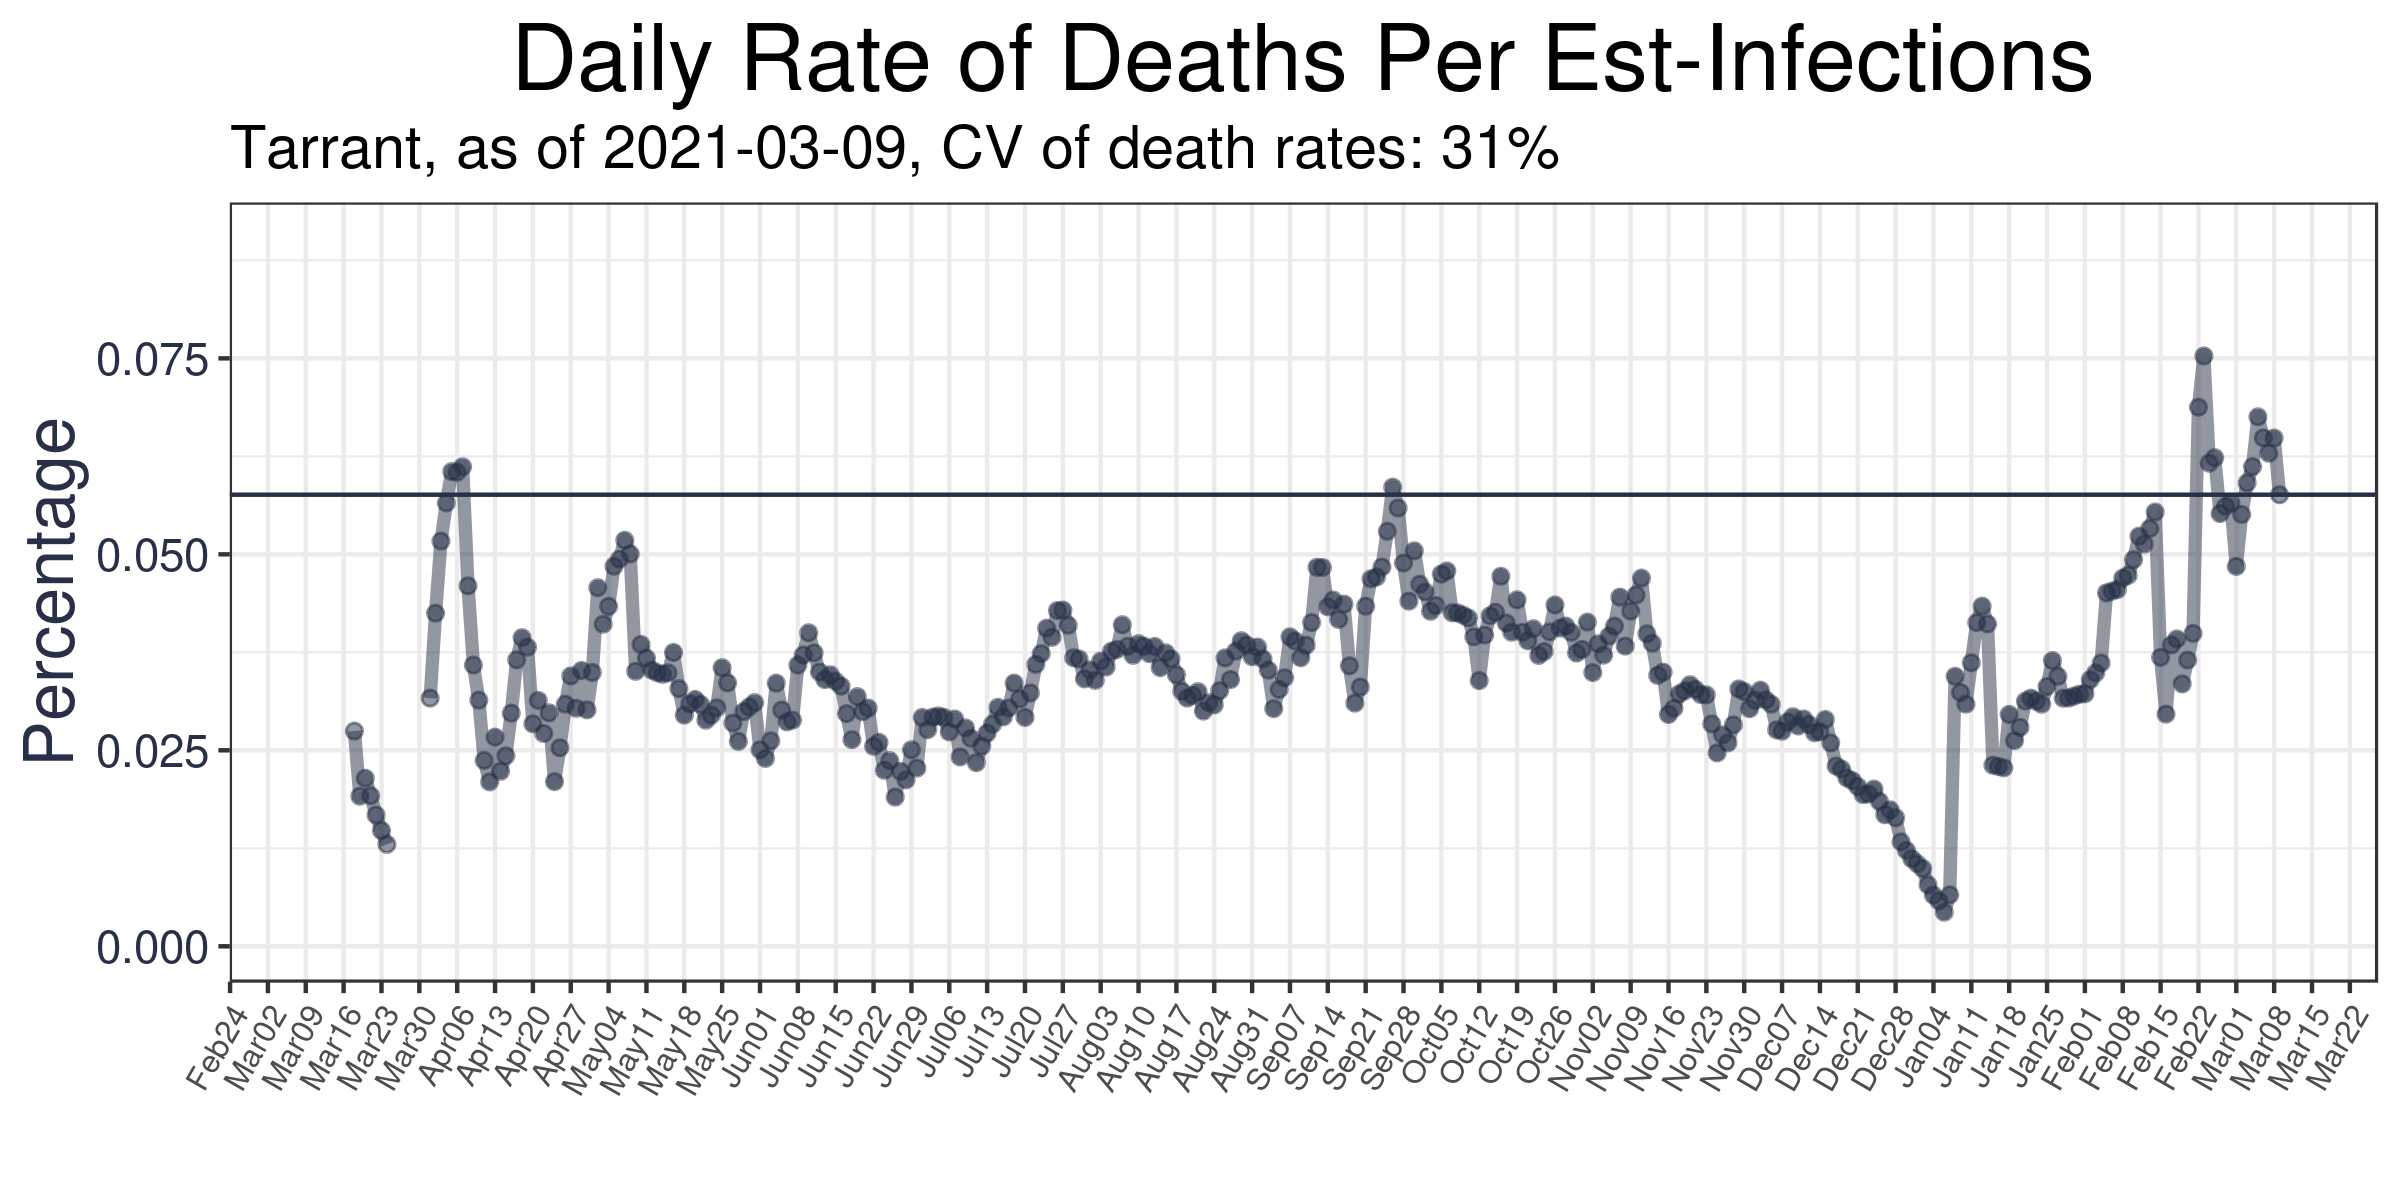 Daily Rate of Deaths Per Est-Infections
Tarrant, as of 2021-03-09, CV of death rates: 31%
Percentage
0.075
0.050
0.025
0.000
Feb24
Mar02
Mar09
Mar16
Mar23
Mar30
Apr06
Apr13
Apr20
Apr27
May04
May11
May18
May25
Jun01
Jun08
Jun15
Jun22
Jun29
Jul06
Jul13
Jul20
Jul27
Aug03
Aug10
Aug17
Aug24
Aug31
Sep07
Sep14
Sep21
Sep28
Oct05
Oct12
Oct19
Oct26
Nov02
Nov09
Nov16
Nov23
Nov30
Dec07
Dec14
Dec21
Dec28
Jan04
Jan11
Jan18
Jan25
Feb01
Feb08
Feb15
Feb22
Mar01
Mar08
Mar15
Mar22